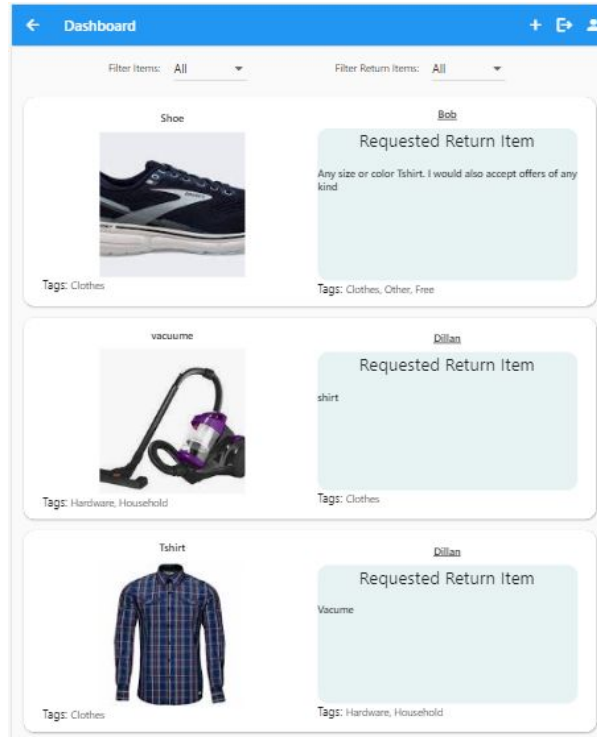 Dashboard
Filter Items: All
Filter Return Items: All
Shoe
Bob
Requested Return Item
Any size or color Tshirt. I would also accept offers of any
kind
Tags: Clothes
Tags: Clothes, Other, Free
vacuume
Dillan
Requested Return Item
shirt
Tags: Hardware, Household
Tags: Clothes
Tshirt
Dillan
Requested Return Item
Vacume
Tags: Clothes
Tags: Hardware, Household